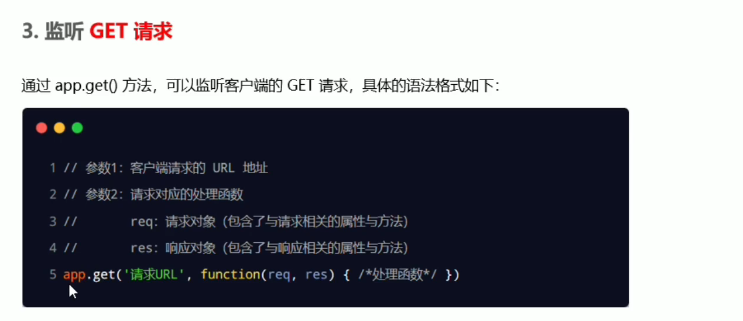 3. 监听 GET 请求
通过 app.get() 方法，可以监听客户端的 GET 请求，具体的语法格式如下：
1 // 参数1：客户端请求的 URL 地址
2 // 参数2：请求对应的处理函数
3 //       req：请求对象（包含了与请求相关的属性与方法）
4 //       res：响应对象（包含了与响应相关的属性与方法）
5 app.get('请求URL', function(req, res) { /*处理函数*/ })